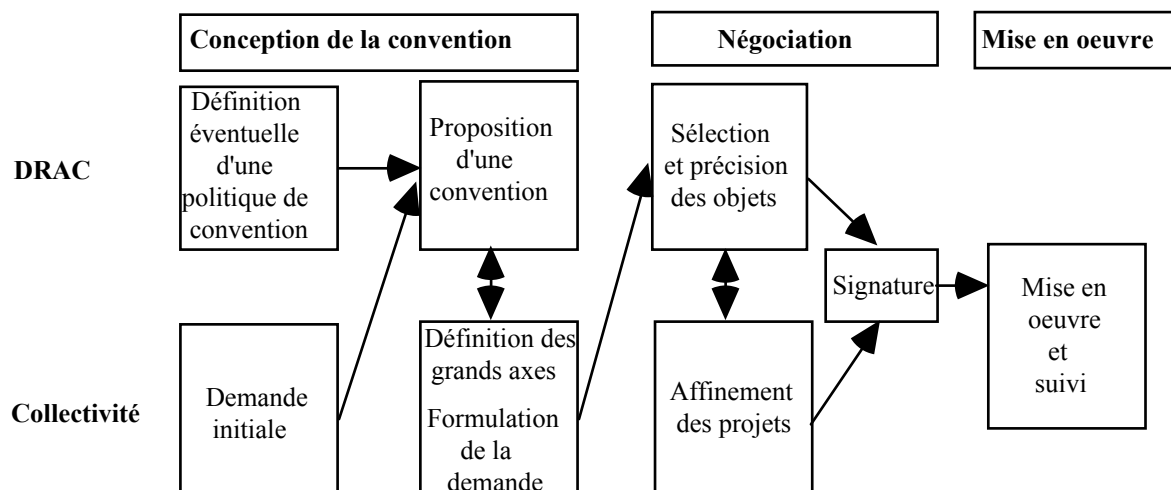 Conception de la convention
Négociation
Mise en oeuvre
DRAC
Définition
éventuelle
d'une
politique de
convention
Proposition
d'une
convention
Sélection
et précision
des objets
Signature
Mise en
oeuvre
et
suivi
Collectivité
Demande
initiale
Définition des
grands axes
Formulation
de la
demande
Affinement
des projets